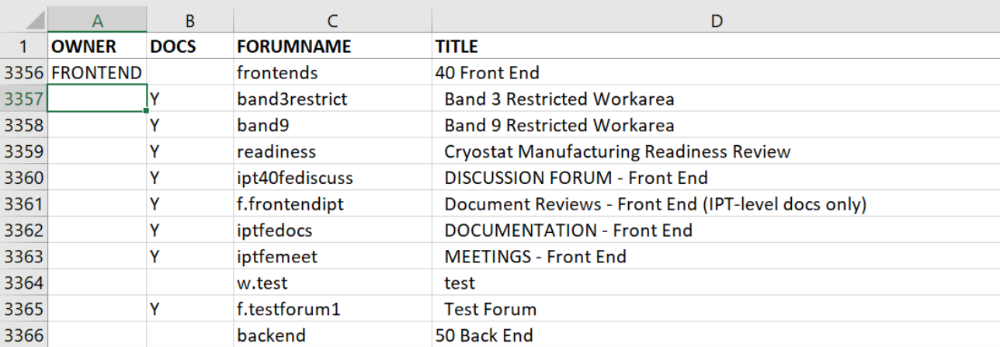 A B C D
1 OWNER DOCS FORUMNAME TITLE
3356 FRONTEND frontends 40 Front End
3357 Y band3restrict Band 3 Restricted Workarea
3358 Y band9 Band 9 Restricted Workarea
3359 Y readiness Cryostat Manufacturing Readiness Review
3360 Y ipt40fediscuss DISCUSSION FORUM - Front End
3361 Y f.frontendipt Document Reviews - Front End (IPT-level docs only)
3362 Y iptfedocs DOCUMENTATION - Front End
3363 Y iptfemeet MEETINGS - Front End
3364 w.test test
3365 Y f.testforum1 Test Forum
3366 backend 50 Back End